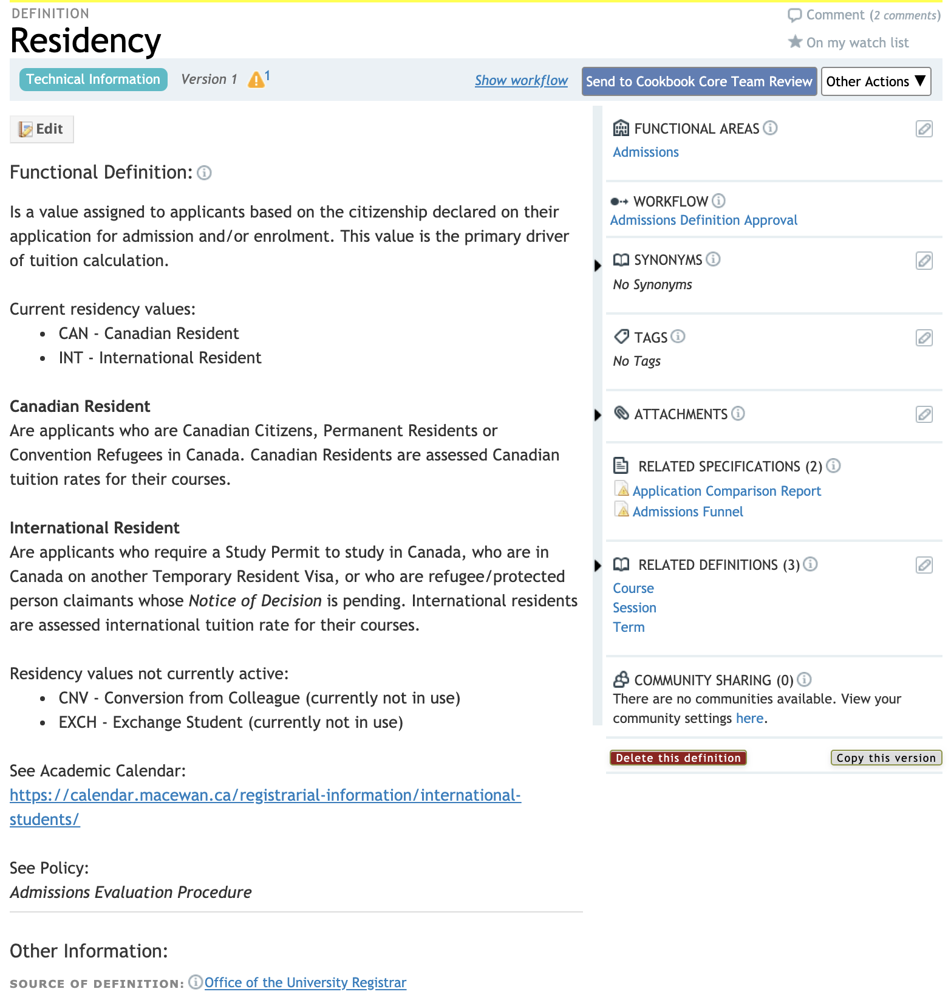 DEFINITION
Comment (2 comments)
Residency
On my watch list
Technical Information Version 1 1 Show workflow Send to Cookbook Core Team Review Other Actions ▼
Edit
Functional Definition:
Is a value assigned to applicants based on the citizenship declared on their
application for admission and/or enrolment. This value is the primary driver
of tuition calculation.
Current residency values:
• CAN - Canadian Resident
• INT - International Resident
Canadian Resident
Are applicants who are Canadian Citizens, Permanent Residents or
Convention Refugees in Canada. Canadian Residents are assessed Canadian
tuition rates for their courses.
International Resident
Are applicants who require a Study Permit to study in Canada, who are in
Canada on another Temporary Resident Visa, or who are refugee/protected
person claimants whose Notice of Decision is pending. International residents
are assessed international tuition rate for their courses.
Residency values not currently active:
• CNV - Conversion from Colleague (currently not in use)
• EXCH - Exchange Student (currently not in use)
See Academic Calendar:
https://calendar.macewan.ca/registrarial-information/international-
students/
See Policy:
Admissions Evaluation Procedure
Other Information:
SOURCE OF DEFINITION: Office of the University Registrar
FUNCTIONAL AREAS
Admissions
WORKFLOW
Admissions Definition Approval
SYNONYMS
No Synonyms
TAGS
No Tags
ATTACHMENTS
RELATED SPECIFICATIONS (2)
Application Comparison Report
Admissions Funnel
RELATED DEFINITIONS (3)
Course
Session
Term
COMMUNITY SHARING (0)
There are no communities available. View your
community settings here.
Delete this definition Copy this version